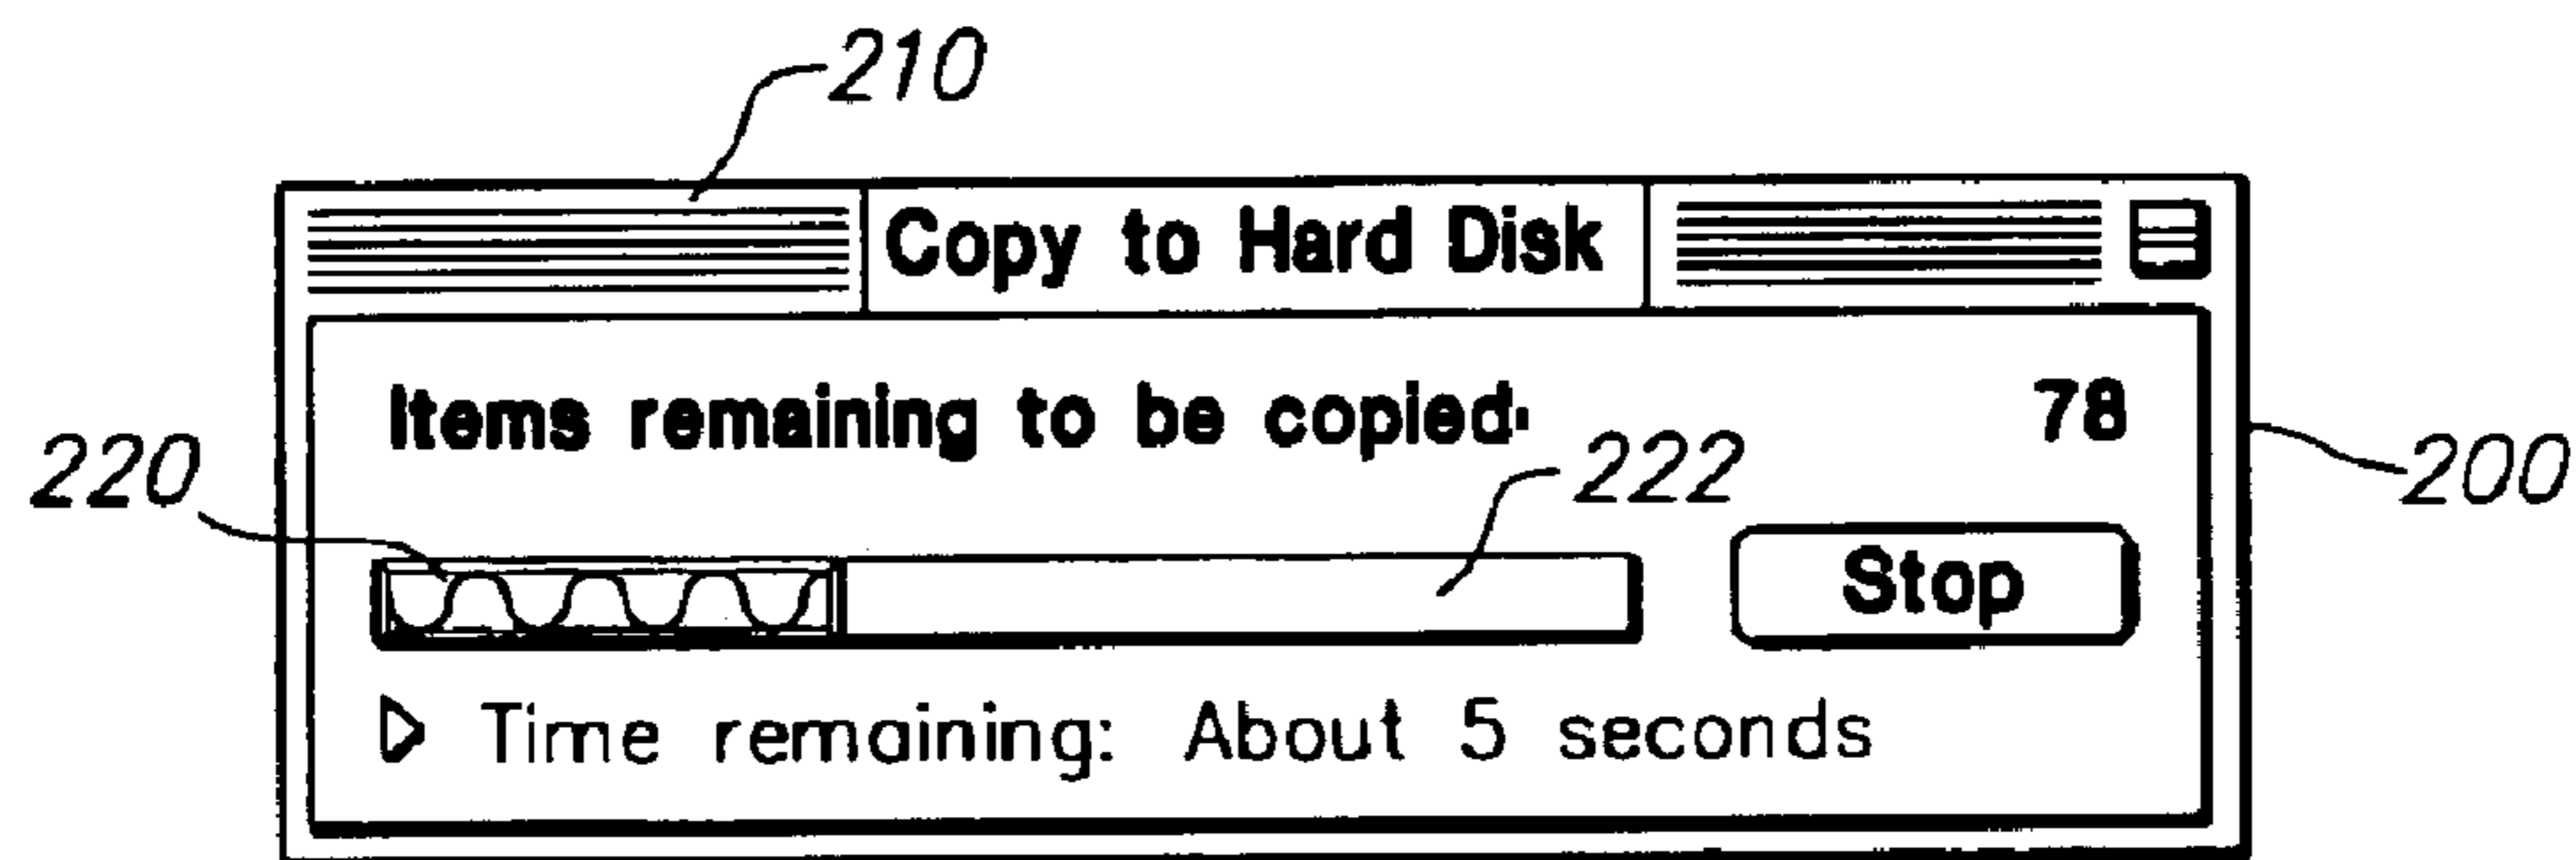 210
Copy to Hard Disk
Items remaining to be copied: 78
220
222
200
Stop
Time remaining: About 5 seconds